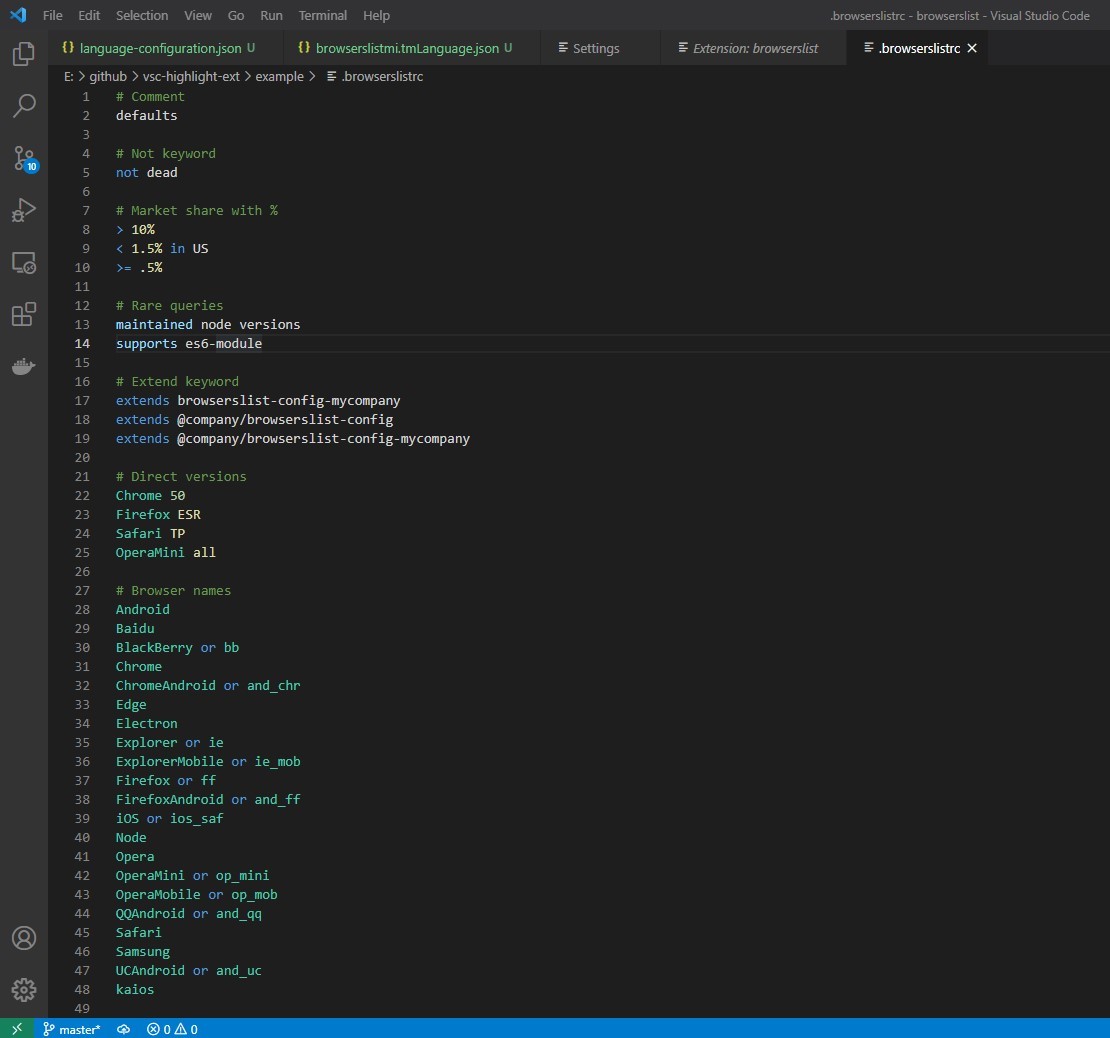 File Edit Selection View Go Run Terminal Help .browserslistrc - browserslist - Visual Studio Code
{} language-configuration.json U {} browserslistmi.tmLanguage.json U Settings Extension: browserslist .browserslistrc
E: > github > vsc-highlight-ext > example > .browserslistrc
1 # Comment
2 defaults
3
4 # Not keyword
5 not dead
6
7 # Market share with %
8 > 10%
9 < 1.5% in US
10 >= .5%
11
12 # Rare queries
13 maintained node versions
14 supports es6-module
15
16 # Extend keyword
17 extends browserslist-config-mycompany
18 extends @company/browserslist-config
19 extends @company/browserslist-config-mycompany
20
21 # Direct versions
22 Chrome 50
23 Firefox ESR
24 Safari TP
25 OperaMini all
26
27 # Browser names
28 Android
29 Baidu
30 BlackBerry or bb
31 Chrome
32 ChromeAndroid or and_chr
33 Edge
34 Electron
35 Explorer or ie
36 ExplorerMobile or ie_mob
37 Firefox or ff
38 FirefoxAndroid or and_ff
39 iOS or ios_saf
40 Node
41 Opera
42 OperaMini or op_mini
43 OperaMobile or op_mob
44 QQAndroid or and_qq
45 Safari
46 Samsung
47 UCAndroid or and_uc
48 kaios
49
10
master* 0 0